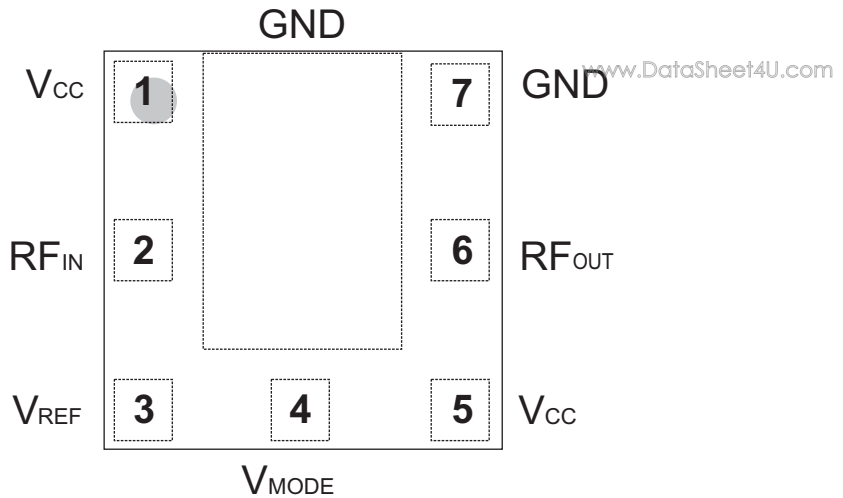 GND
VCC 1 7 GND
www.DataSheet4U.com
RFIN 2 6 RFOUT
VREF 3 4 5 VCC
VMODE